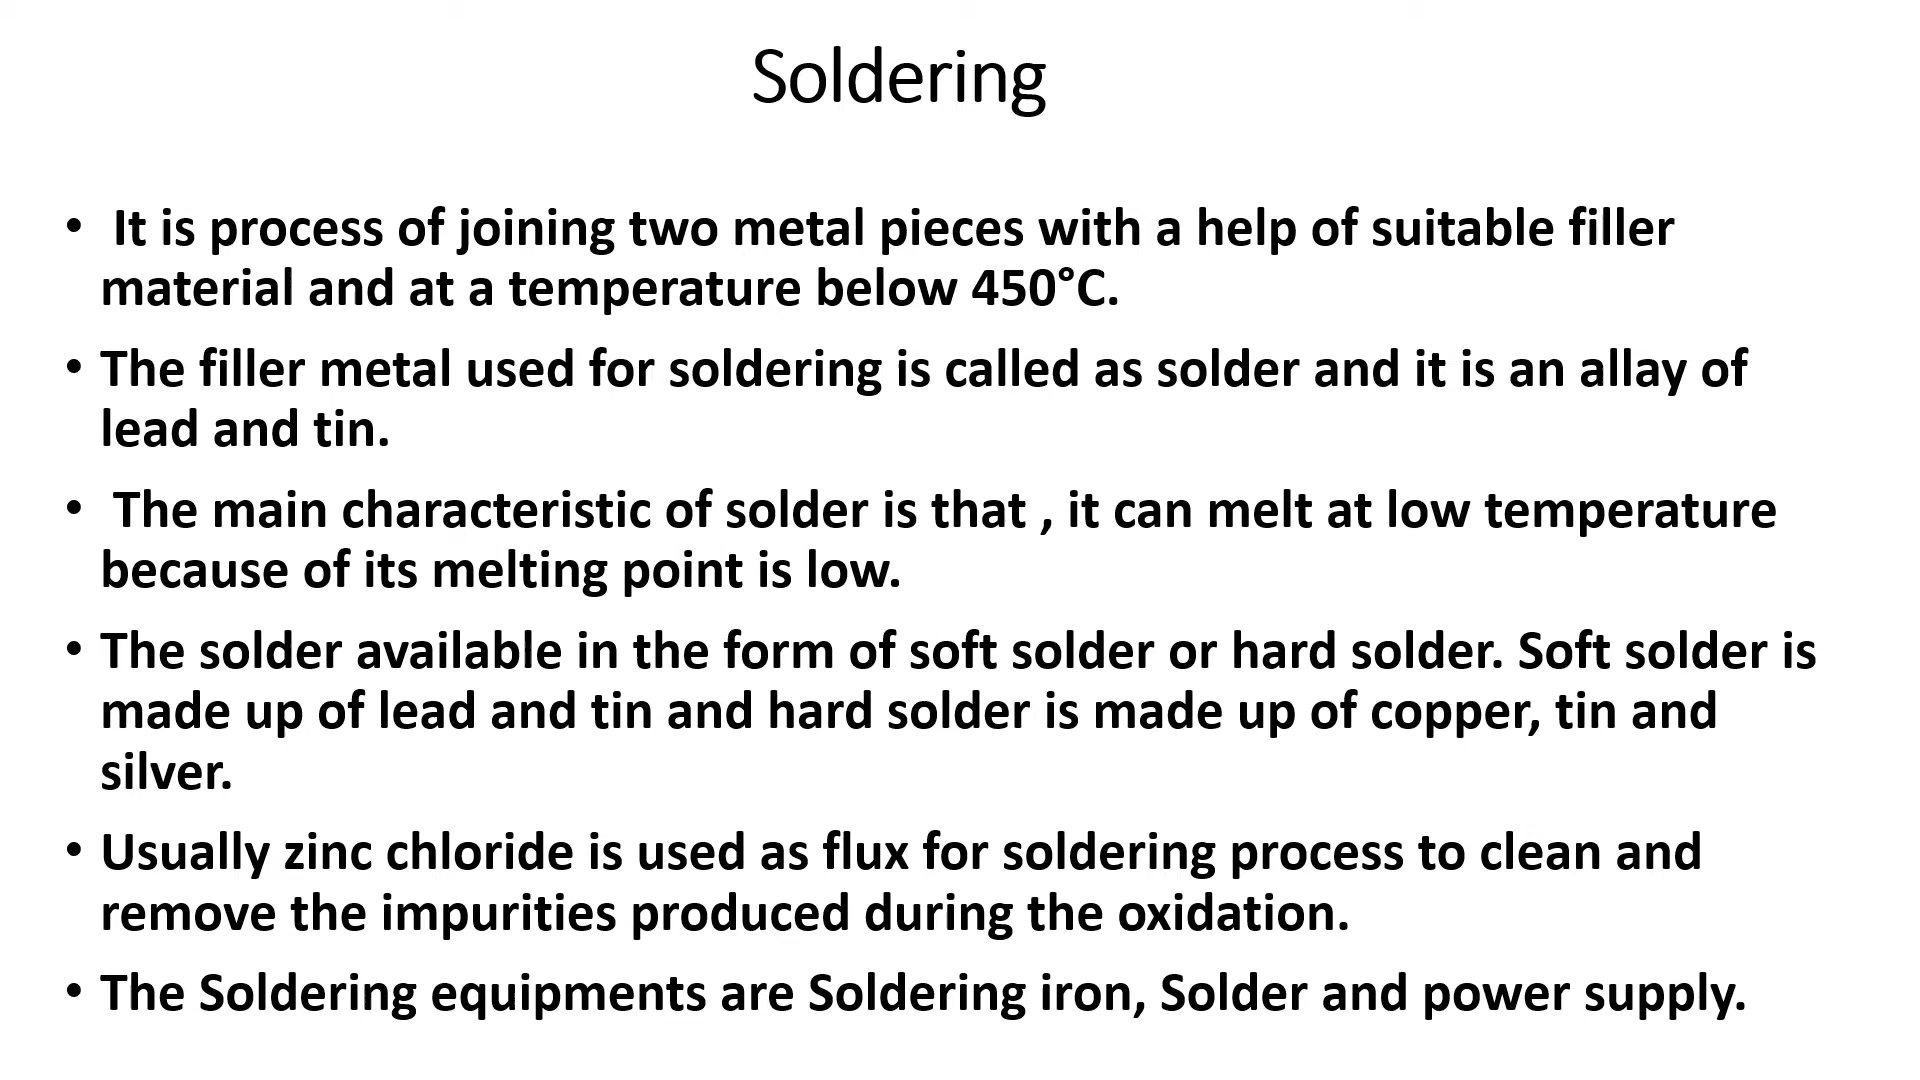 Soldering
• It is process of joining two metal pieces with a help of suitable filler
material and at a temperature below 450°C.
• The filler metal used for soldering is called as solder and it is an allay of
lead and tin.
• The main characteristic of solder is that , it can melt at low temperature
because of its melting point is low.
• The solder available in the form of soft solder or hard solder. Soft solder is
made up of lead and tin and hard solder is made up of copper, tin and
silver.
• Usually zinc chloride is used as flux for soldering process to clean and
remove the impurities produced during the oxidation.
• The Soldering equipments are Soldering iron, Solder and power supply.